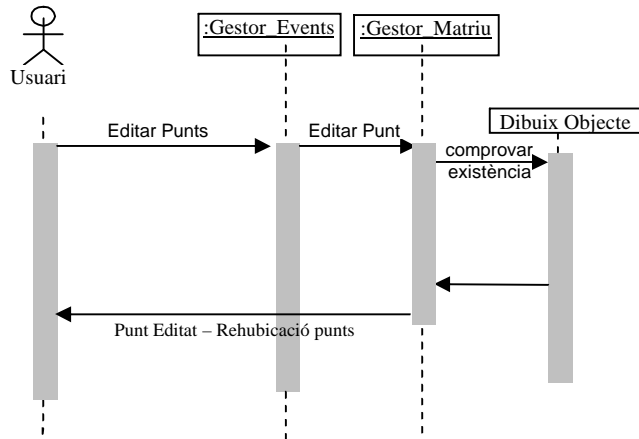 :Gestor_Events
:Gestor_Matriu
Usuari
Dibuix Objecte
Editar Punts
Editar Punt
comprovar
existència
Punt Editat – Rehubicació punts